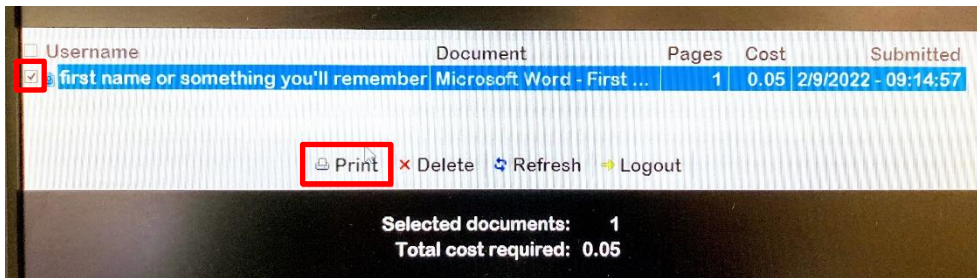 Username Document Pages Cost Submitted
first name or something you'll remember Microsoft Word - First ... 1 0.05 2/9/2022 - 09:14:57
Print Delete Refresh Logout
Selected documents: 1
Total cost required: 0.05